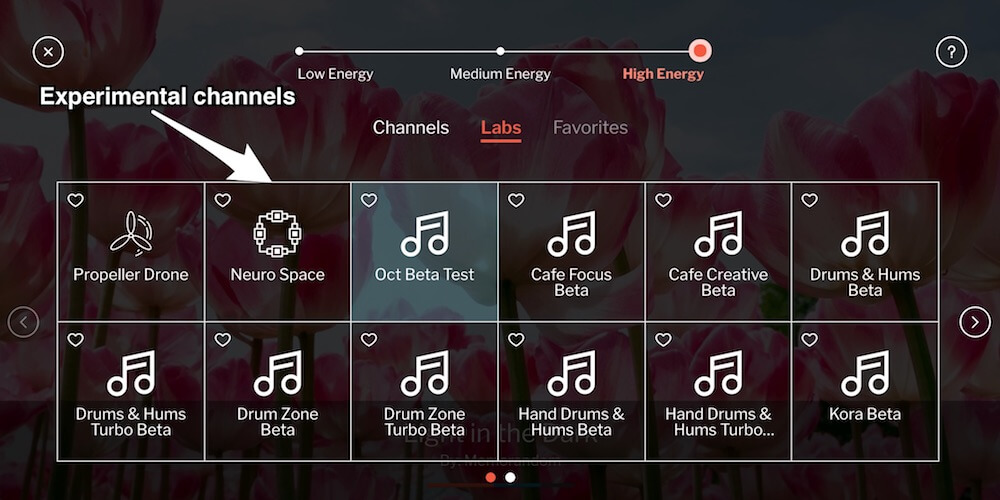 Low Energy
Medium Energy
High Energy
?
Experimental channels
Channels
Labs
Favorites
Propeller Drone
Neuro Space
Oct Beta Test
Cafe Focus
Beta
Cafe Creative
Beta
Drums & Hums
Beta
Drums & Hums
Turbo Beta
Drum Zone
Beta
Drum Zone
Turbo Beta
Hand Drums &
Hums Beta
Hand Drums &
Hums Turbo...
Kora Beta
Light in the Dark
By: Memorandom